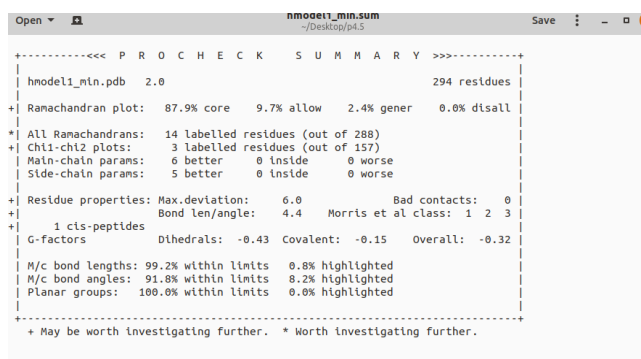 Open hmodel1_min.sum Save
~/Desktop/p4.5
+----------<<< P R O C H E C K S U M M A R Y >>>----------+
| |
| hmodel1_min.pdb 2.0 294 residues |
| |
+| Ramachandran plot: 87.9% core 9.7% allow 2.4% gener 0.0% disall |
| |
*| All Ramachandrans: 14 labelled residues (out of 288) |
+| Chi1-chi2 plots: 3 labelled residues (out of 157) |
| Main-chain params: 6 better 0 inside 0 worse |
| Side-chain params: 5 better 0 inside 0 worse |
| |
+| Residue properties: Max.deviation: 6.0 Bad contacts: 0 |
+| Bond len/angle: 4.4 Morris et al class: 1 2 3 |
+| 1 cis-peptides |
| G-factors Dihedrals: -0.43 Covalent: -0.15 Overall: -0.32 |
| |
| M/c bond lengths: 99.2% within limits 0.8% highlighted |
| M/c bond angles: 91.8% within limits 8.2% highlighted |
| Planar groups: 100.0% within limits 0.0% highlighted |
| |
+----------------------------------------------------------+
+ May be worth investigating further. * Worth investigating further.